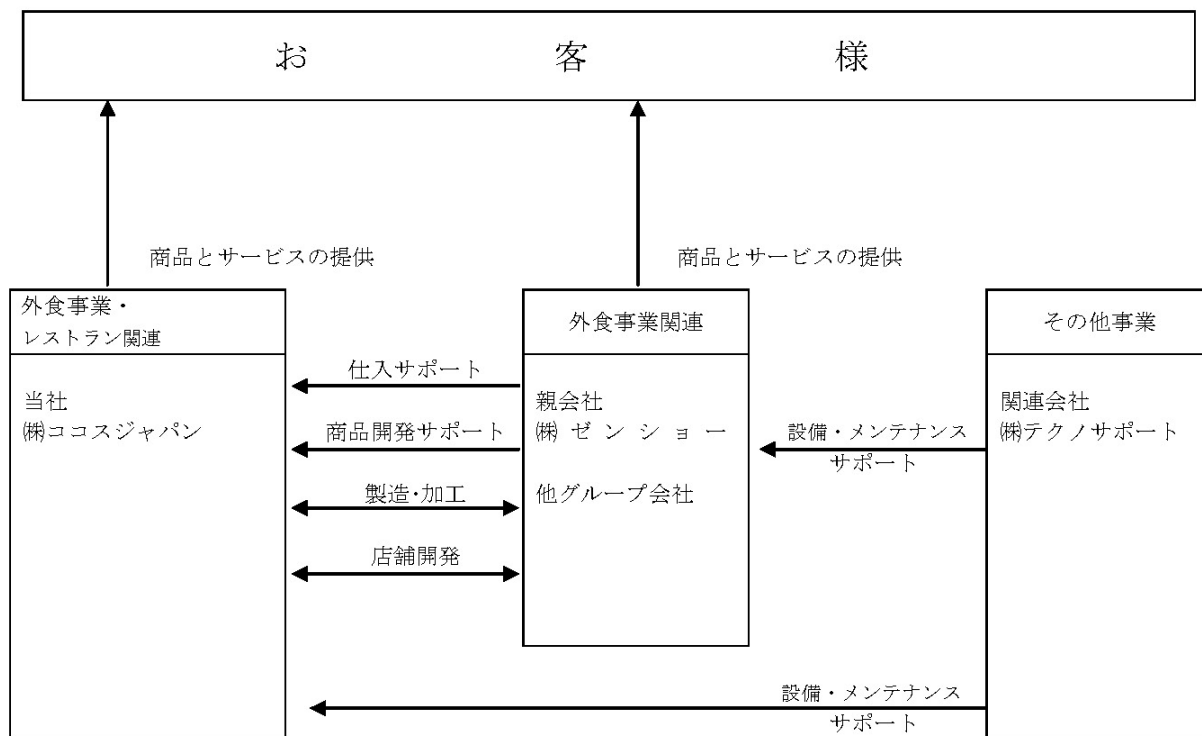 お客様
商品とサービスの提供
商品とサービスの提供
外食事業・
レストラン関連
当社
㈱ココスジャパン
仕入サポート
商品開発サポート
製造・加工
店舗開発
外食事業関連
親会社
㈱ゼンショー
他グループ会社
設備・メンテナンス
サポート
その他事業
関連会社
㈱テクノサポート
設備・メンテナンス
サポート